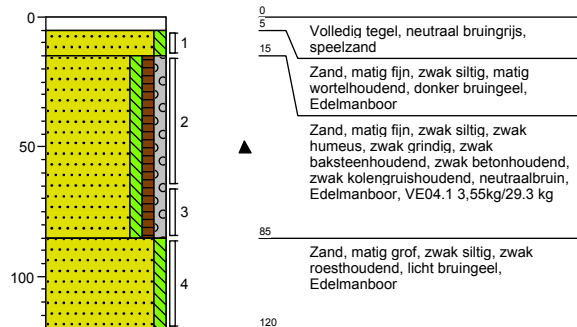 0
50
100
1
2
3
4
0
Volledig tegel, neutraal bruingrijs,
speelzand
5
Zand, matig fijn, zwak siltig, matig
wortelhoudend, donker bruingeel,
Edelmanboor
15
Zand, matig fijn, zwak siltig, zwak
humeus, zwak grindig, zwak
baksteenhoudend, zwak betonhoudend,
zwak kolengruishoudend, neutraalbruin,
Edelmanboor, VE04.1 3,55kg/29.3 kg
85
Zand, matig grof, zwak siltig, zwak
roesthoudend, licht bruingeel,
Edelmanboor
120